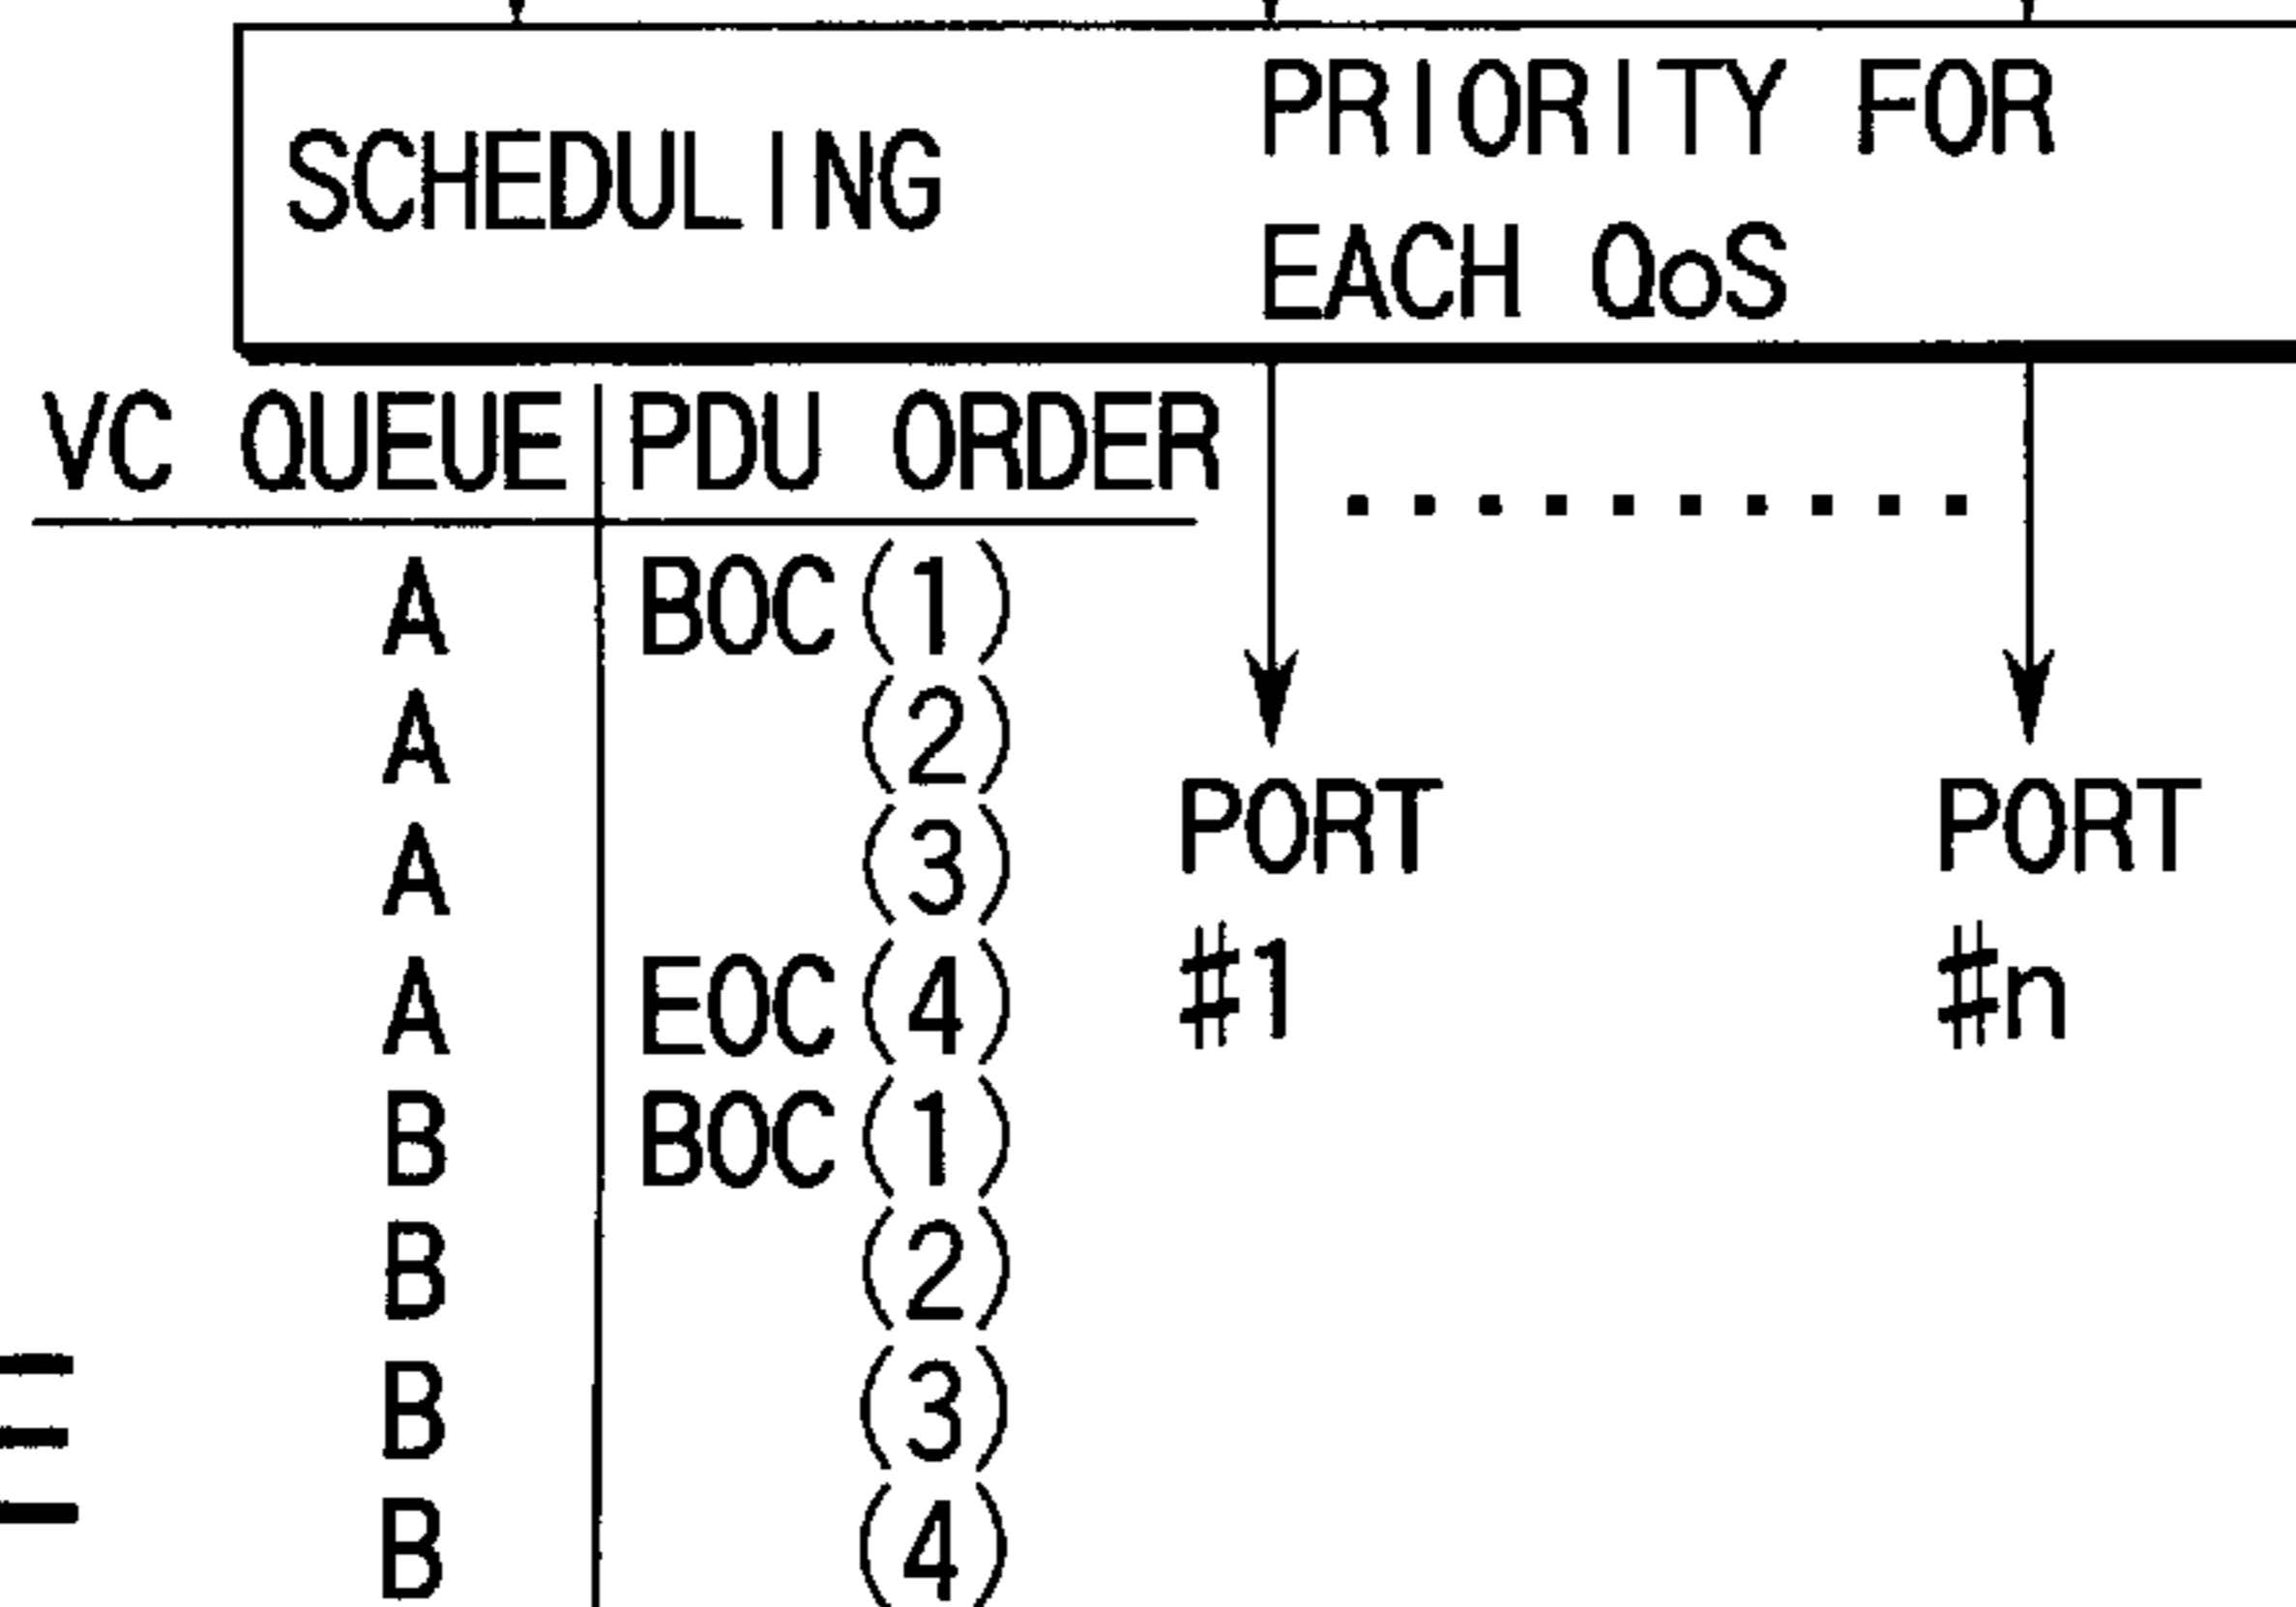 PRIORITY FOR
SCHEDULING
EACH QoS
VC QUEUE PDU ORDER
A BOC(1)
A (2)
A (3)
A EOC(4)
B BOC(1)
B (2)
B (3)
B (4)
PORT
#1
PORT
#n